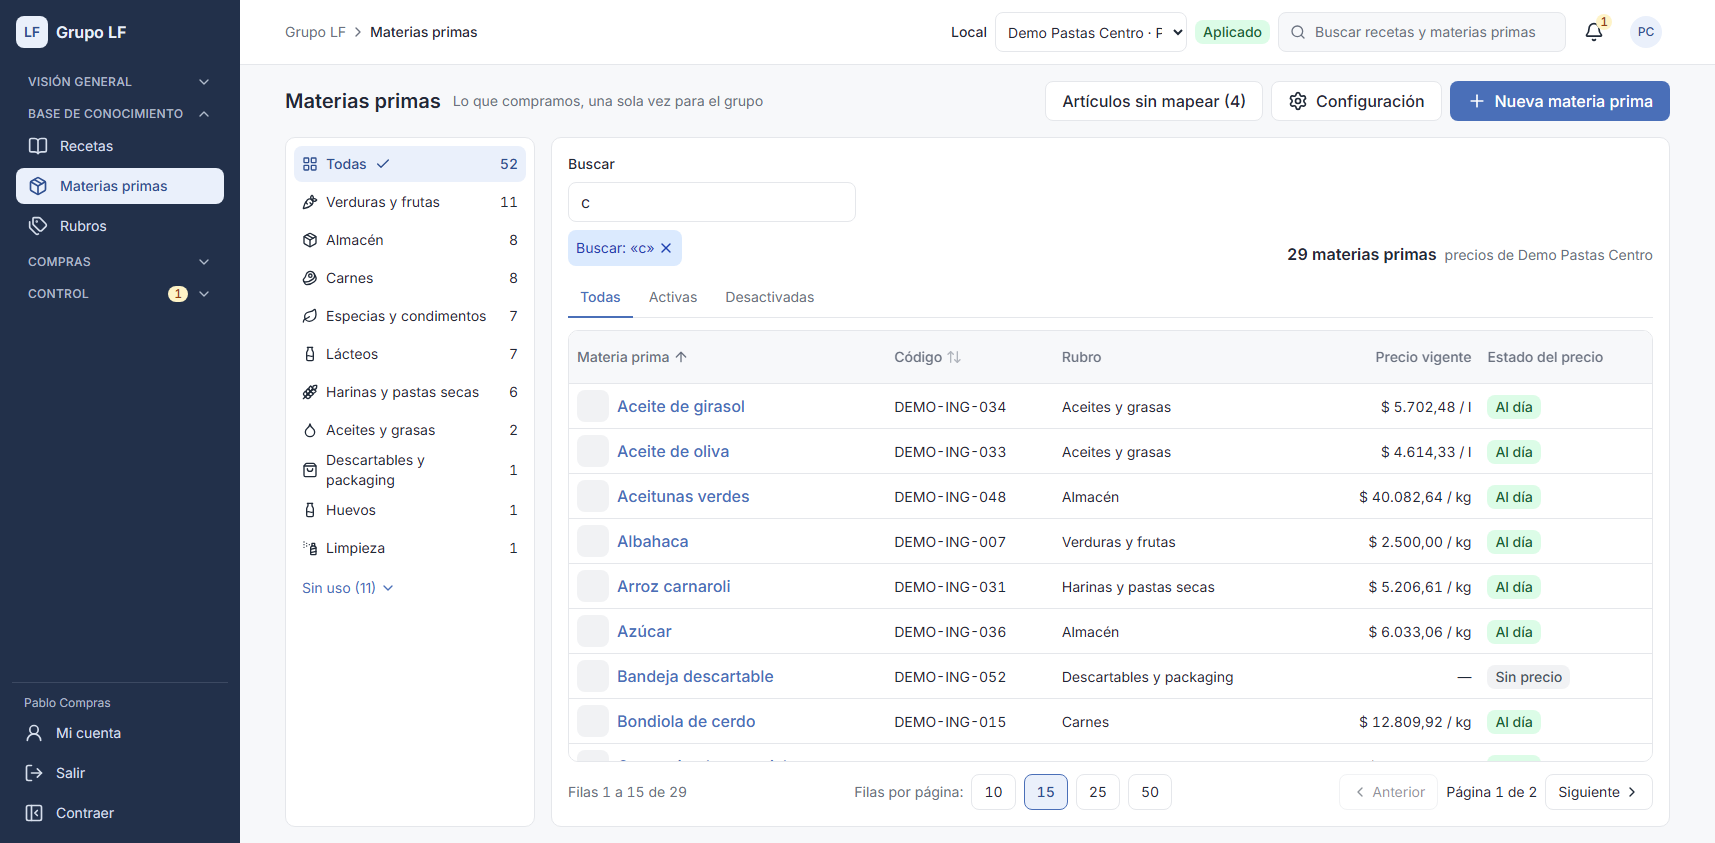 LF
Grupo LF
VISIÓN GENERAL
BASE DE CONOCIMIENTO
Recetas
Materias primas
Rubros
COMPRAS
CONTROL 1
Pablo Compras
Mi cuenta
Salir
Contraer
Grupo LF > Materias primas
Local
Demo Pastas Centro · P
Aplicado
Buscar recetas y materias primas
1
PC
Materias primas
Lo que compramos, una sola vez para el grupo
Artículos sin mapear (4)
Configuración
Nueva materia prima
Todas 52
Verduras y frutas 11
Almacén 8
Carnes 8
Especias y condimentos 7
Lácteos 7
Harinas y pastas secas 6
Aceites y grasas 2
Descartables y
packaging 1
Huevos 1
Limpieza 1
Sin uso (11)
Buscar
c
Buscar: «c»
29 materias primas precios de Demo Pastas Centro
Todas Activas Desactivadas
Materia prima Código Rubro Precio vigente Estado del precio
Aceite de girasol DEMO-ING-034 Aceites y grasas $ 5.702,48 / l Al día
Aceite de oliva DEMO-ING-033 Aceites y grasas $ 4.614,33 / l Al día
Aceitunas verdes DEMO-ING-048 Almacén $ 40.082,64 / kg Al día
Albahaca DEMO-ING-007 Verduras y frutas $ 2.500,00 / kg Al día
Arroz carnaroli DEMO-ING-031 Harinas y pastas secas $ 5.206,61 / kg Al día
Azúcar DEMO-ING-036 Almacén $ 6.033,06 / kg Al día
Bandeja descartable DEMO-ING-052 Descartables y packaging — Sin precio
Bondiola de cerdo DEMO-ING-015 Carnes $ 12.809,92 / kg Al día
Filas 1 a 15 de 29
Filas por página: 10 15 25 50
Anterior Página 1 de 2 Siguiente